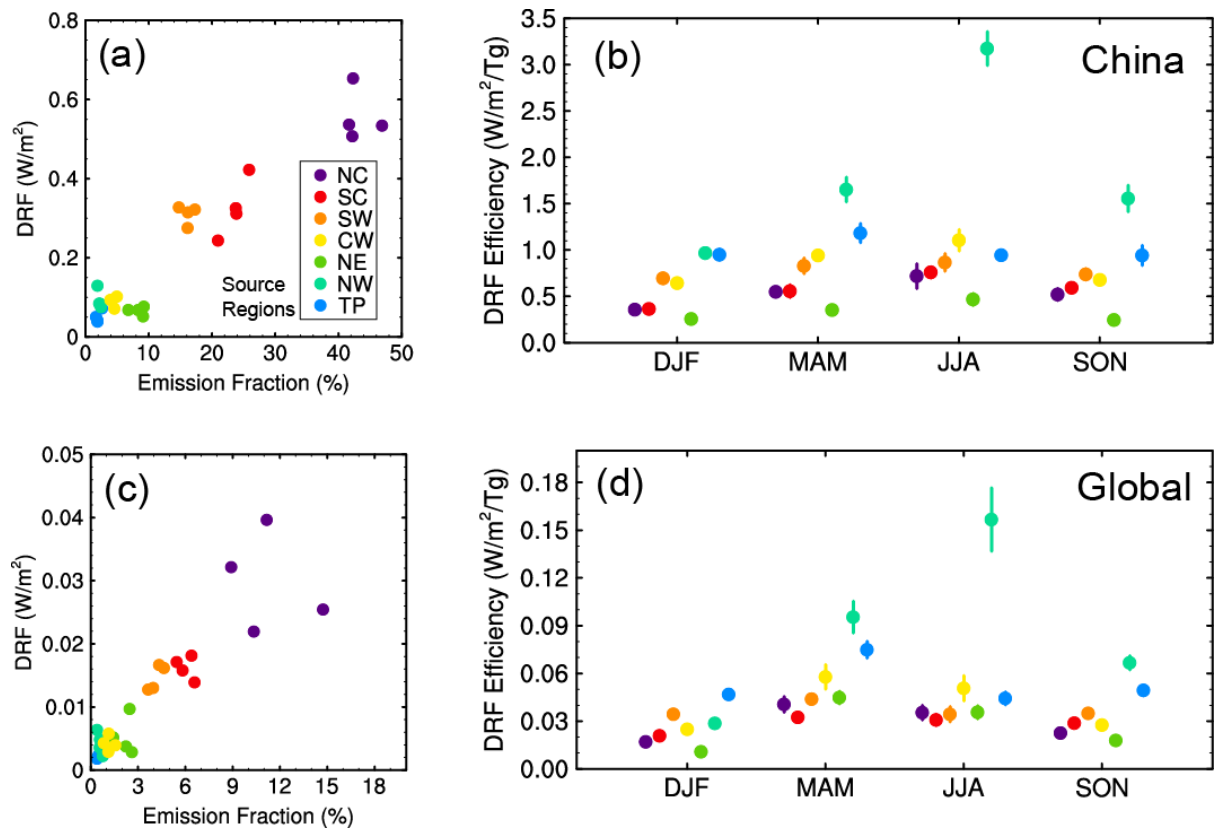 (a)
0.8
0.6
0.4
0.2
0
DRF (W/m²)
0 10 20 30 40 50
Emission Fraction (%)
NC
SC
SW
CW
NE
NW
TP
Source
Regions
(b)
China
3.5
3.0
2.5
2.0
1.5
1.0
0.5
0.0
DRF Efficiency (W/m²/Tg)
DJF MAM JJA SON
(c)
0.05
0.04
0.03
0.02
0.01
0
DRF (W/m²)
0 3 6 9 12 15 18
Emission Fraction (%)
(d)
Global
0.18
0.15
0.12
0.09
0.06
0.03
0.00
DRF Efficiency (W/m²/Tg)
DJF MAM JJA SON